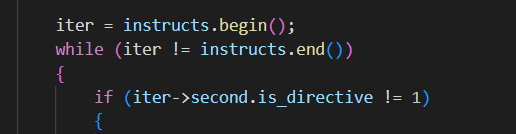 iter = instructs.begin();
while (iter != instructs.end())
{
if (iter->second.is_directive != 1)
{